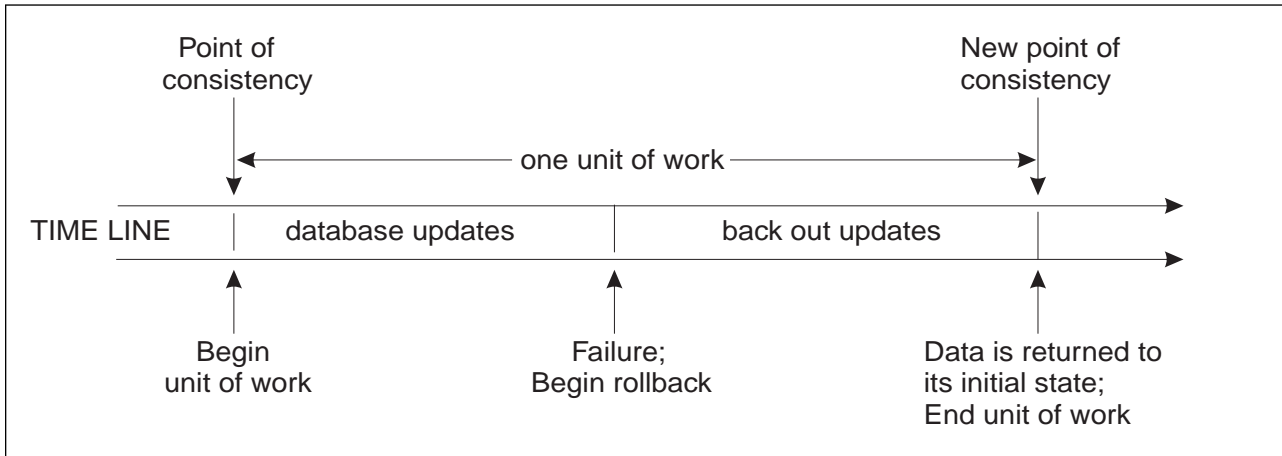 Point of
consistency
New point of
consistency
one unit of work
TIME LINE
database updates
back out updates
Begin
unit of work
Failure;
Begin rollback
Data is returned to
its initial state;
End unit of work